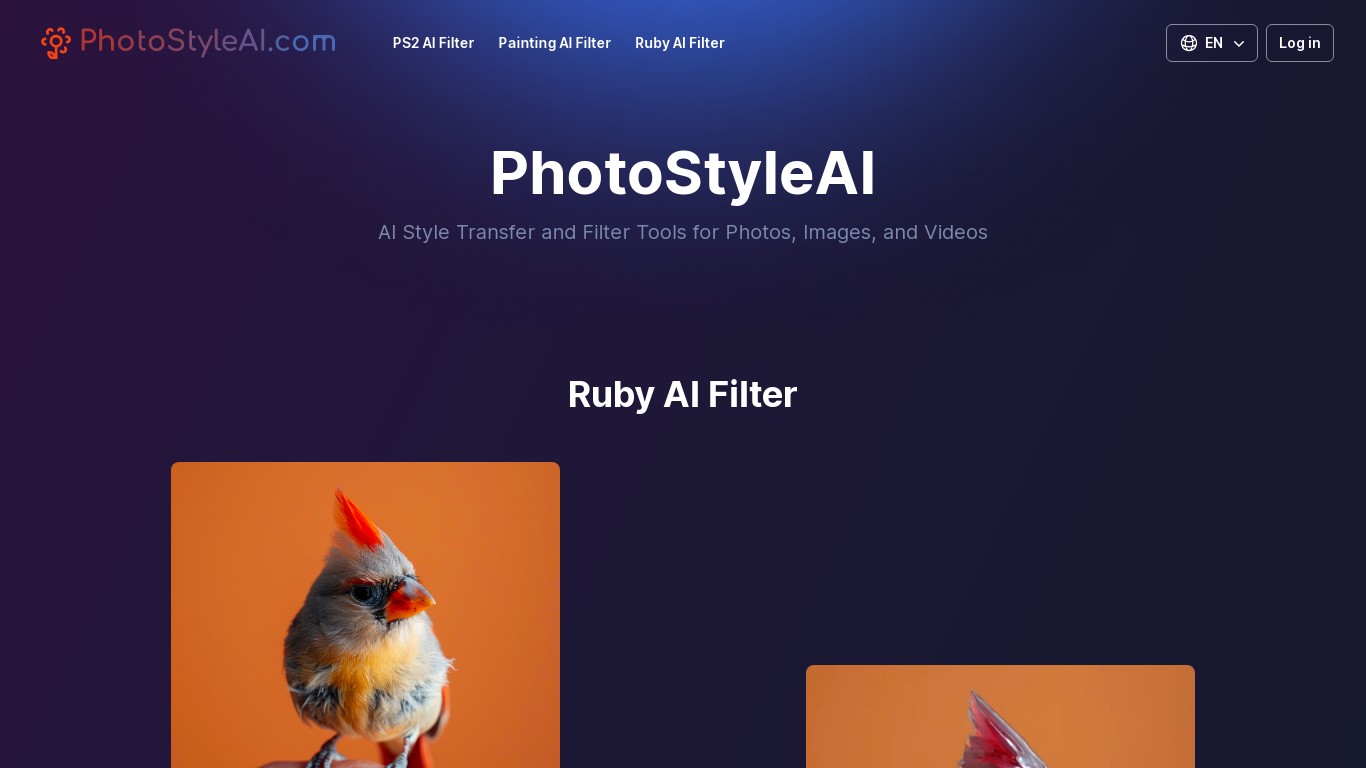 PhotoStyleAI.com
PS2 AI Filter
Painting AI Filter
Ruby AI Filter
EN
Log in
PhotoStyleAI
AI Style Transfer and Filter Tools for Photos, Images, and Videos
Ruby AI Filter